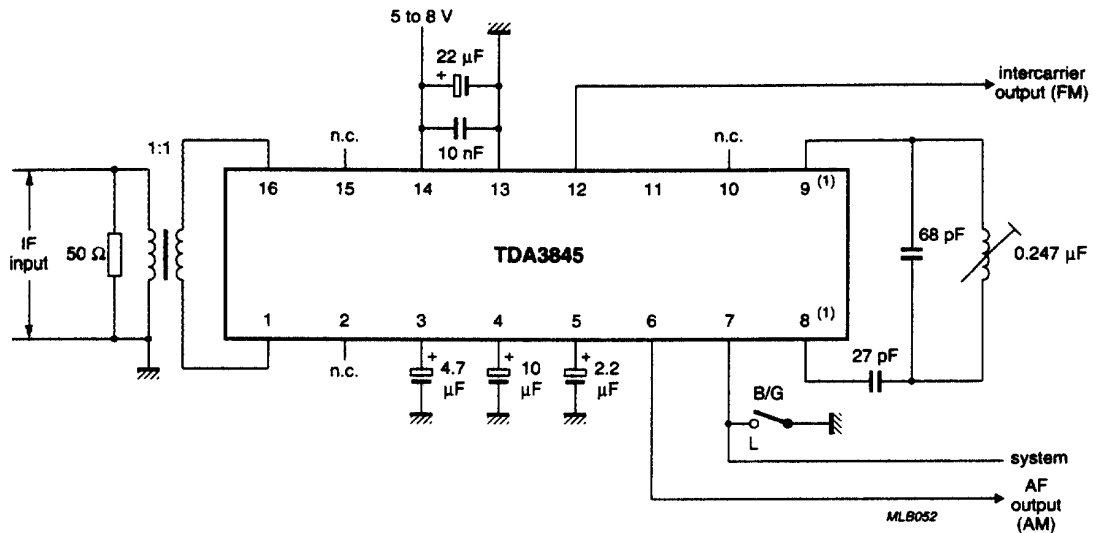 5 to 8 V
22 μF
+
10 nF
intercarrier
output (FM)
1:1
n.c.
n.c.
16 15 14 13 12 11 10 9 (1)
IF
input
50 Ω
TDA3845
68 pF
0.247 μF
1 2 3 4 5 6 7 8 (1)
n.c.
+ 4.7 μF
+ 10 μF
+ 2.2 μF
27 pF
B/G
L
system
AF
output
(AM)
MLB052